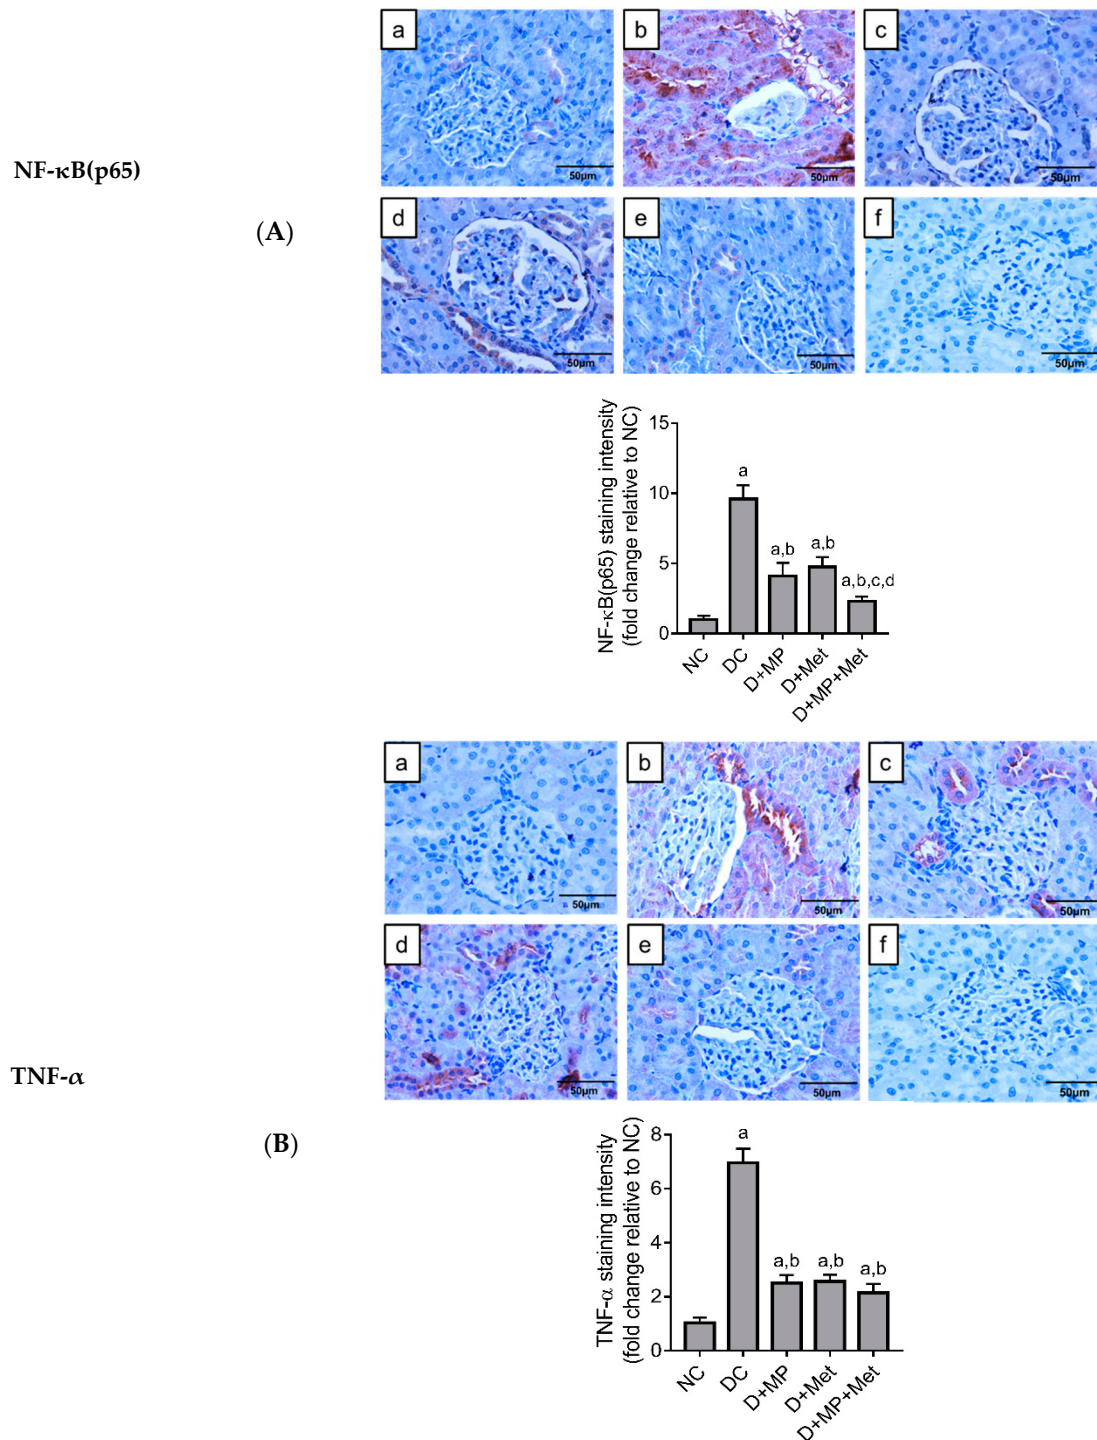 a
b
c
50μm
50μm
50μm
NF-κB(p65)
d
e
f
(A)
50μm
50μm
50μm
NF-κB(p65) staining intensity
(fold change relative to NC)
15
10
5
0
a
a,b
a,b
a,b,c,d
NC
DC
D+MP
D+Met
D+MP+Met
a
b
c
50μm
50μm
50μm
d
e
f
TNF-α
50μm
50μm
50μm
(B)
TNF-α staining intensity
(fold change relative to NC)
8
6
4
2
0
a
a,b
a,b
a,b
NC
DC
D+MP
D+Met
D+MP+Met